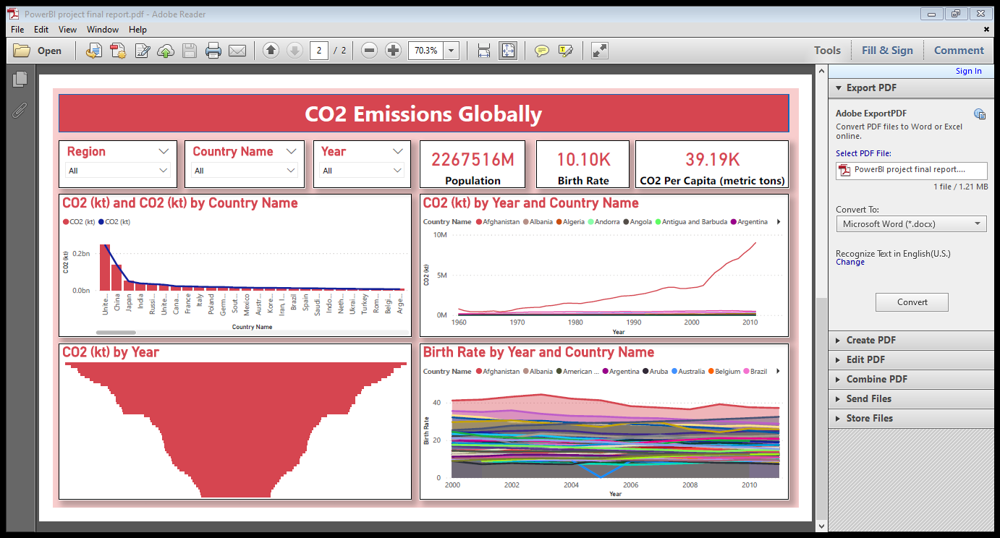 PowerBI project final report.pdf - Adobe Reader
File Edit View Window Help
Open 2 / 2 70.3% Tools Fill & Sign Comment
Sign In
Export PDF
Adobe ExportPDF
Convert PDF files to Word or Excel
online.
Select PDF File:
PowerBI project final report....
1 file / 1.21 MB
Convert To:
Microsoft Word (*.docx)
Recognize Text in English(U.S.)
Change
Convert
Create PDF
Edit PDF
Combine PDF
Send Files
Store Files
CO2 Emissions Globally
Region
All
Country Name
All
Year
All
2267516M
Population
10.10K
Birth Rate
39.19K
CO2 Per Capita (metric tons)
CO2 (kt) and CO2 (kt) by Country Name
CO2 (kt) CO2 (kt)
CO2 (kt)
0.2bn
0.0bn
Unite... China Japan India Russi... Unite... Cana... France Italy Poland Germ... Sout... Mexico Austr... Kore... Iran, I... Brazil Spain Saudi... Indo... Neth... Ukrai... Turkey Rom... Belgi... Arge...
Country Name
CO2 (kt) by Year and Country Name
Country Name Afghanistan Albania Algeria Andorra Angola Antigua and Barbuda Argentina
CO2 (kt)
10M
5M
0M
1960 1970 1980 1990 2000 2010
Year
CO2 (kt) by Year
Birth Rate by Year and Country Name
Country Name Afghanistan Albania American ... Argentina Aruba Australia Belgium Brazil
Birth Rate
40
20
0
2000 2002 2004 2006 2008 2010
Year